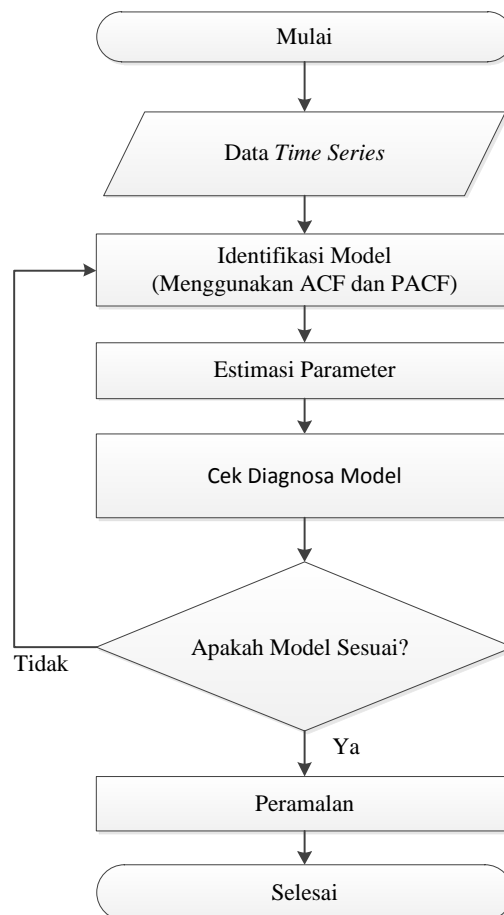 Mulai
Data Time Series
Identifikasi Model
(Menggunakan ACF dan PACF)
Estimasi Parameter
Cek Diagnosa Model
Apakah Model Sesuai?
Tidak
Ya
Peramalan
Selesai